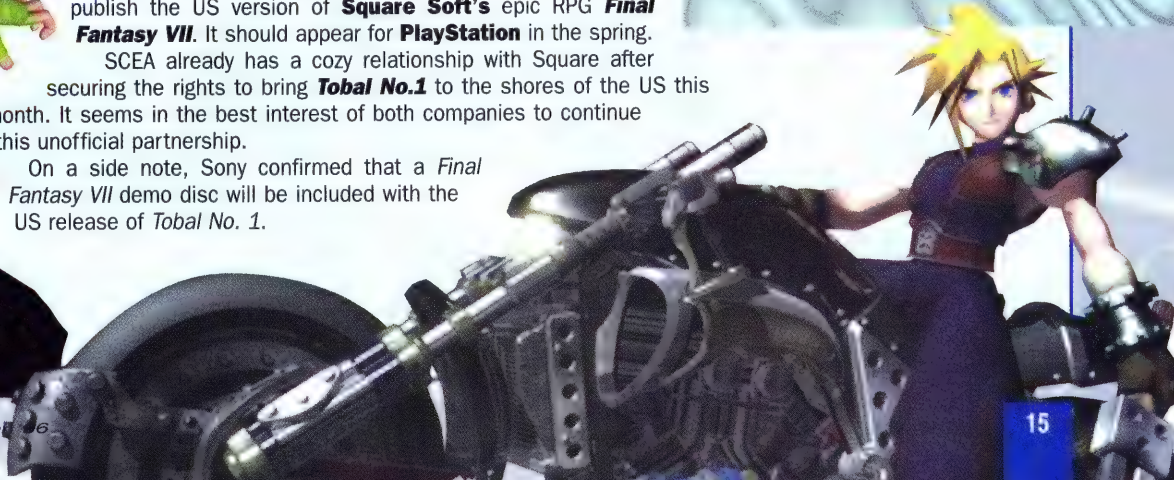 publish the US version of Square Soft's epic RPG Final
Fantasy VII. It should appear for PlayStation in the spring.
SCEA already has a cozy relationship with Square after
securing the rights to bring Tobal No.1 to the shores of the US this
onth. It seems in the best interest of both companies to continue
this unofficial partnership.
On a side note, Sony confirmed that a Final
Fantasy VII demo disc will be included with the
US release of Tobal No. 1.
6
15